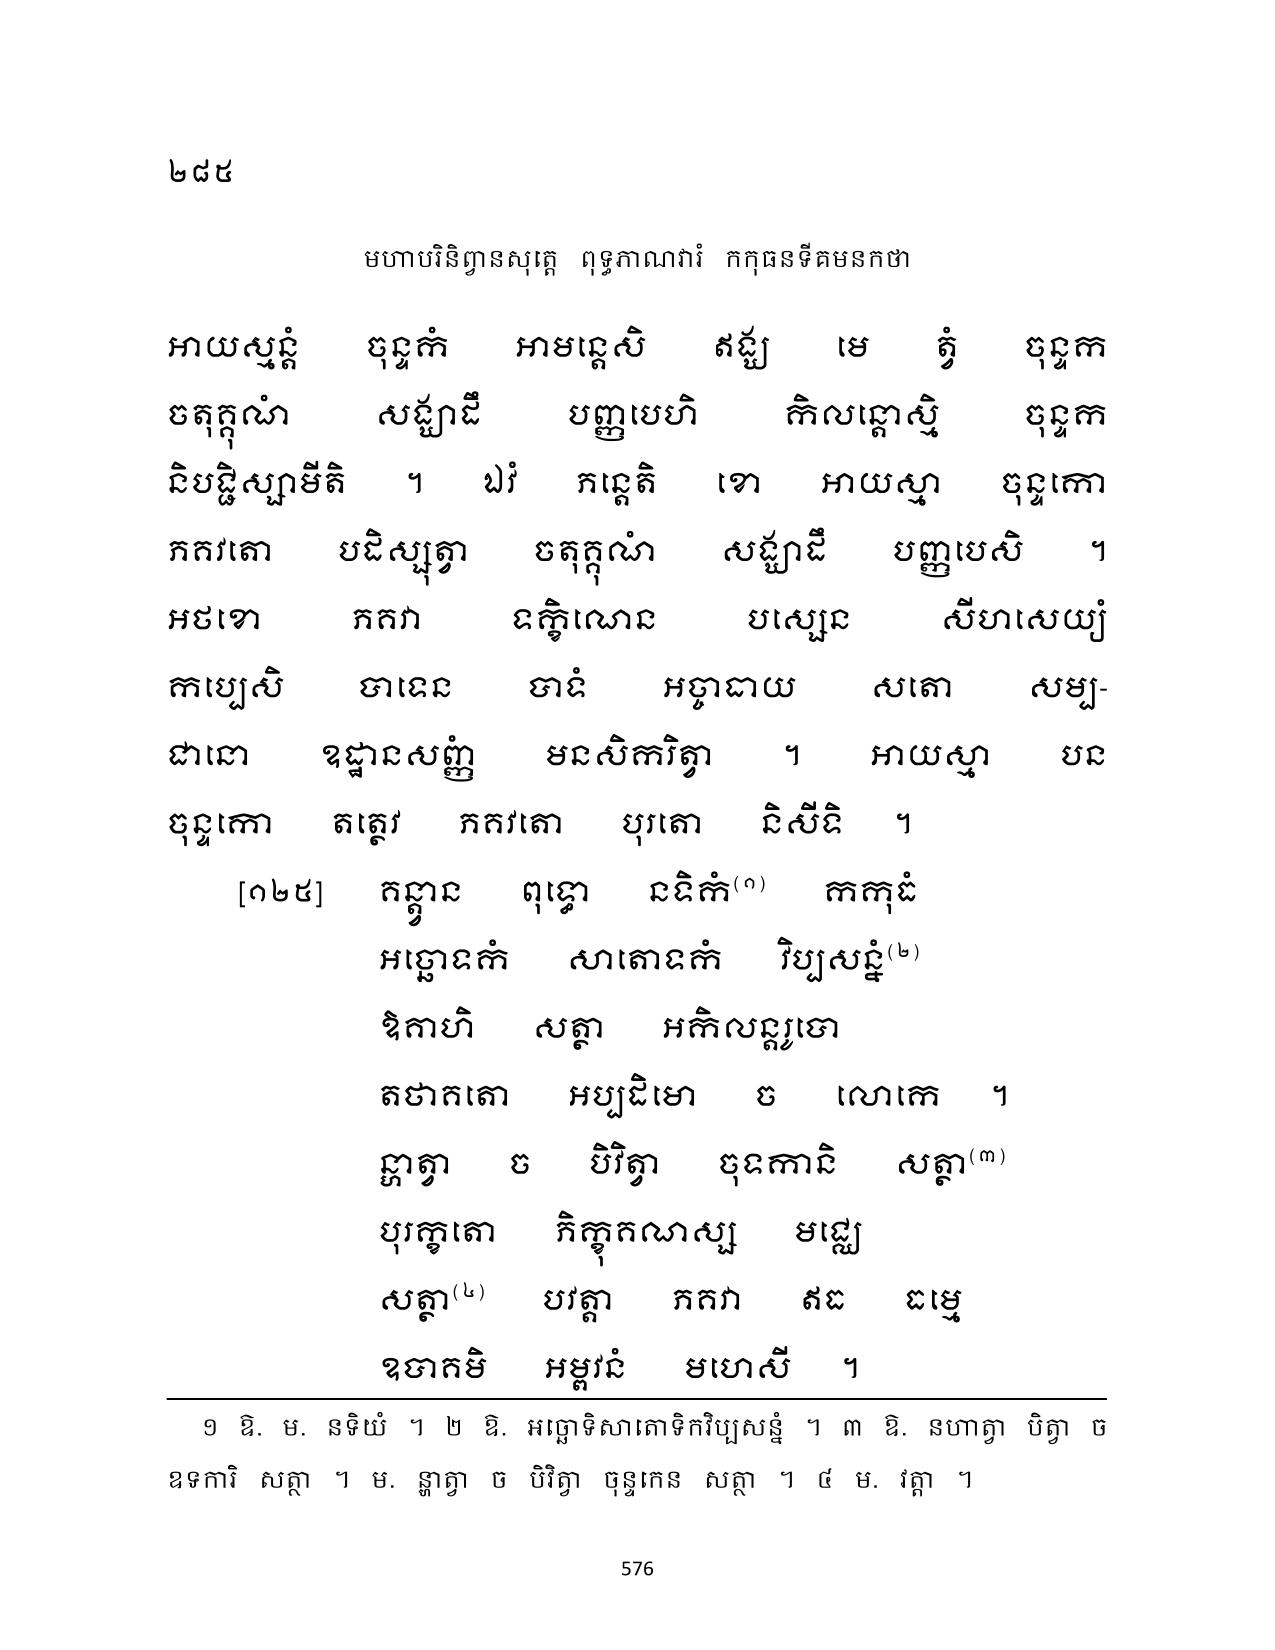 ២៨៥
មហាបរិនិព្វានសុត្តេ ពុទ្ធភាណវារំ កកុធនទីគមនកថា
អាយស្មន្តំ ចុន្ទកំ អាមន្តេសិ ឥង្ឃ មេ ត្វំ ចុន្ទក
ចតុគ្គុណំ សង្ឃាដឹ បញ្ញបេហិ កិលន្តោស្មិ ចុន្ទក
និបជ្ជិស្សាមីតិ ។ ឯវំ ភន្តេតិ ខោ អាយស្មា ចុន្ទកោ
ភគវតោ បដិស្សុត្វា ចតុគ្គុណំ សង្ឃាដឹ បញ្ញបេសិ ។
អថខោ ភគវា ទក្ខិណេន បស្សេន សីហសេយ្យំ
កប្បេសិ បាទេន បាទំ អច្ចាធាយ សតោ សម្ប-
ជានោ ឧដ្ឋានសញ្ញំ មនសិករិត្វា ។ អាយស្មា បន
ចុន្ទកោ តត្ថេវ ភគវតោ បុរតោ និសីទិ ។
[១២៥] គន្ត្វាន ពុទ្ធោ នទិកំ(១) កកុធំ
អច្ឆោទកំ សាតោទកំ វិប្បសន្នំ(២)
ឱគាហិ សត្ថា អកិលន្តរូបោ
តថាគតោ អប្បដិមោ ច លោកេ ។
ន្ហាត្វា ច បិវិត្វា ចុទកានិ សត្ថា(៣)
បុរក្ខតោ ភិក្ខុគណស្ស មជ្ឈេ
សត្ថា(៤) បវត្តា ភគវា ឥធ ធម្មេ
ឧបាគមិ អម្ពវនំ មហេសី ។
១ ឱ. ម. នទិយំ ។ ២ ឱ. អច្ឆោទិសាតោទិកវិប្បសន្នំ ។ ៣ ឱ. នហាត្វា បិត្វា ច
ឧទការិ សត្ថា ។ ម. ន្ហាត្វា ច បិវិត្វា ចុន្ទកេន សត្ថា ។ ៤ ម. វត្តា ។
576